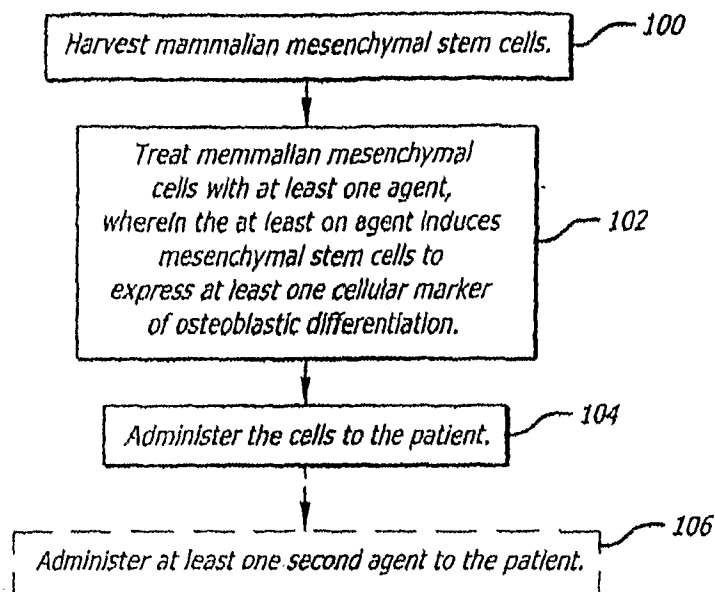 Harvest mammalian mesenchymal stem cells.
100
Treat memmalian mesenchymal
cells with at least one agent,
wherein the at least on agent induces
mesenchymal stem cells to
express at least one cellular marker
of osteoblastic differentiation.
102
Administer the cells to the patient.
104
Administer at least one second agent to the patient.
106